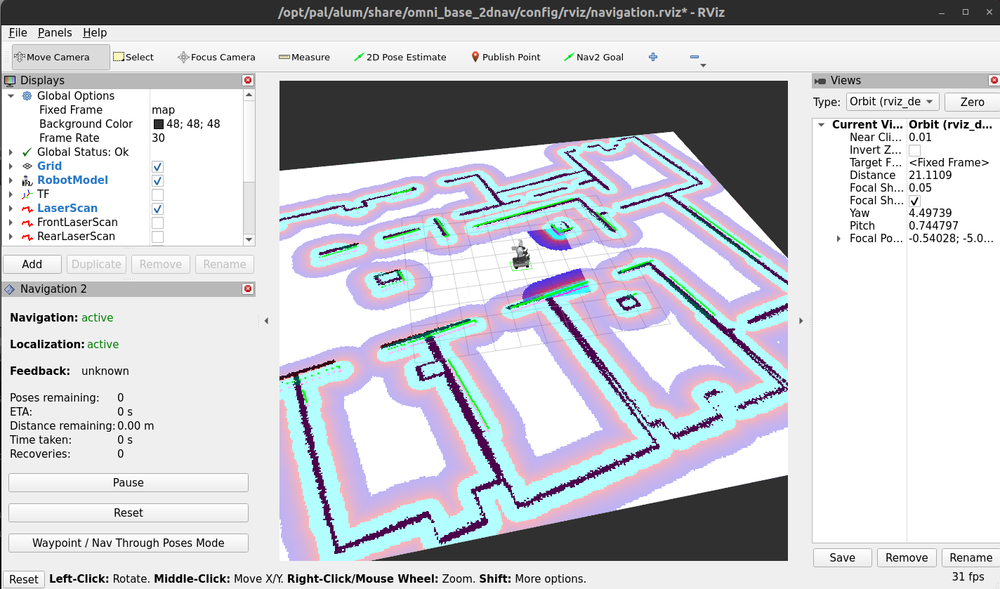 /opt/pal/alum/share/omni_base_2dnav/config/rviz/navigation.rviz* - RViz
File Panels Help
Move Camera Select Focus Camera Measure 2D Pose Estimate Publish Point Nav2 Goal
Displays
Global Options
Fixed Frame map
Background Color 48; 48; 48
Frame Rate 30
Global Status: Ok
Grid
RobotModel
TF
LaserScan
FrontLaserScan
RearLaserScan
Add Duplicate Remove Rename
Navigation 2
Navigation: active
Localization: active
Feedback: unknown
Poses remaining: 0
ETA: 0 s
Distance remaining: 0.00 m
Time taken: 0 s
Recoveries: 0
Pause
Reset
Waypoint / Nav Through Poses Mode
Views
Type: Orbit (rviz_de Zero
Current Vi... Orbit (rviz_d...
Near Cli... 0.01
Invert Z...
Target F... <Fixed Frame>
Distance 21.1109
Focal Sh... 0.05
Focal Sh...
Yaw 4.49739
Pitch 0.744797
Focal Po... -0.54028; -5.0...
Save Remove Rename
Reset Left-Click: Rotate. Middle-Click: Move X/Y. Right-Click/Mouse Wheel: Zoom. Shift: More options. 31 fps